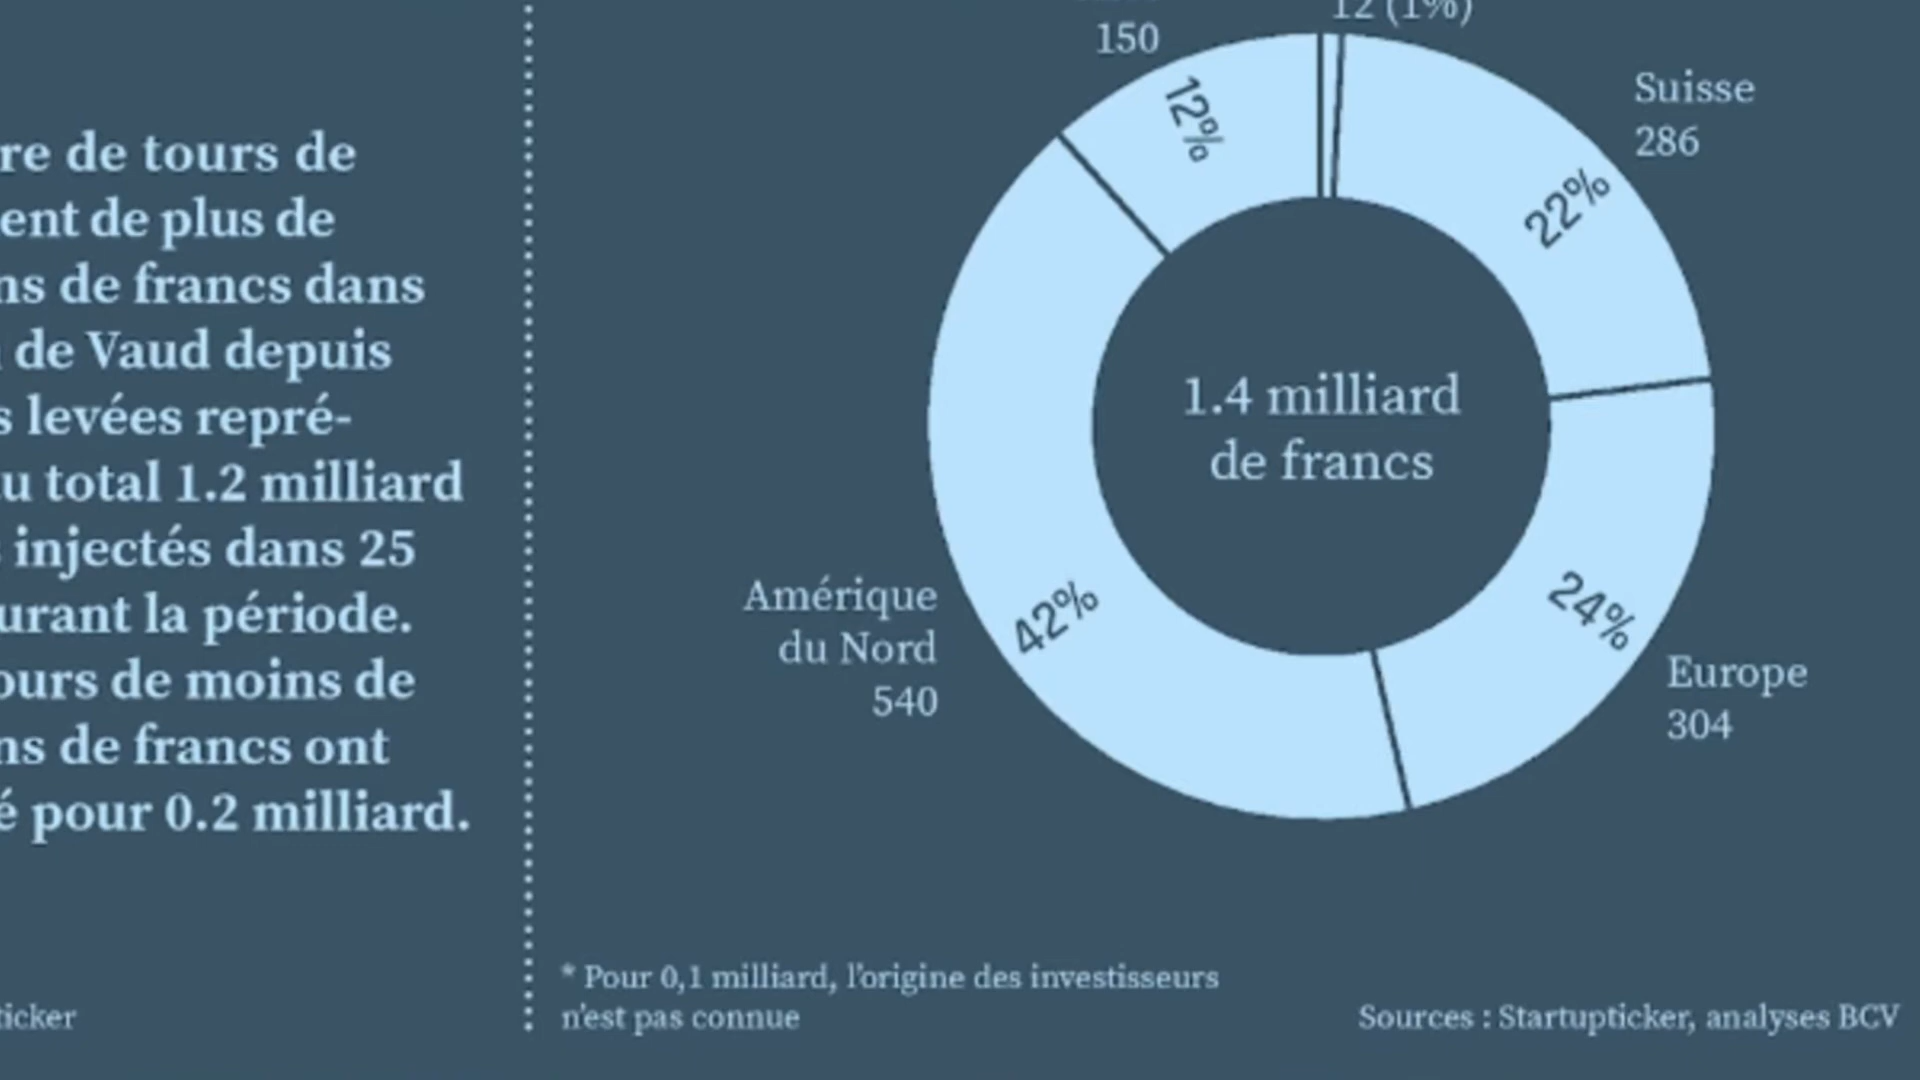 re de tours de
ent de plus de
ns de francs dans
de Vaud depuis
s levées repré-
u total 1.2 milliard
injectés dans 25
urant la période.
ours de moins de
ns de francs ont
é pour 0.2 milliard.
ticker
150
12%
12 (1%)
Suisse
286
22%
1.4 milliard
de francs
Amérique
du Nord
540
42%
24%
Europe
304
* Pour 0,1 milliard, l'origine des investisseurs
n'est pas connue
Sources : Startupticker, analyses BCV